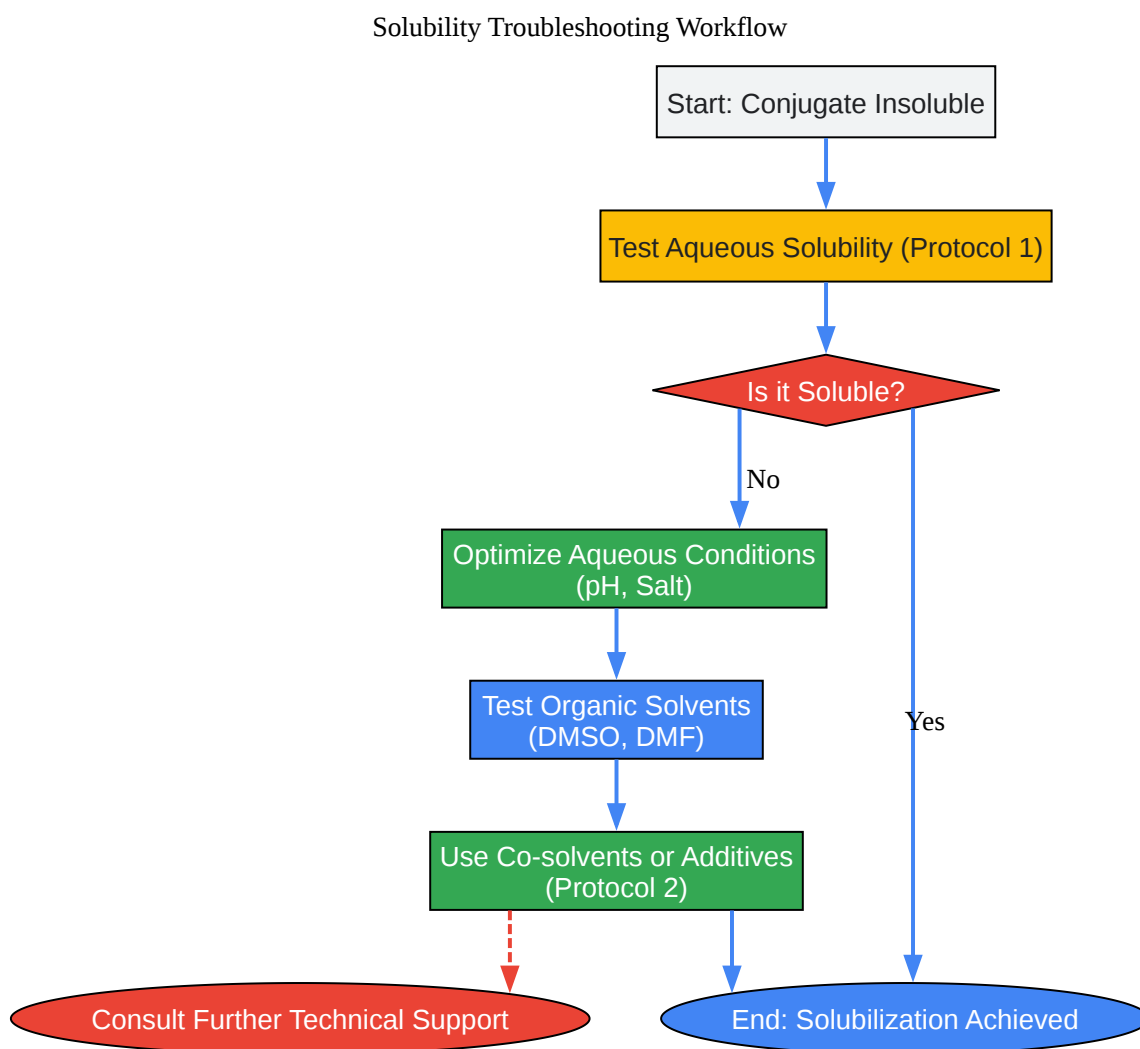 Solubility Troubleshooting Workflow
Start: Conjugate Insoluble
Test Aqueous Solubility (Protocol 1)
Is it Soluble?
No
Optimize Aqueous Conditions
(pH, Salt)
Test Organic Solvents
(DMSO, DMF)
Yes
Use Co-solvents or Additives
(Protocol 2)
Consult Further Technical Support
End: Solubilization Achieved